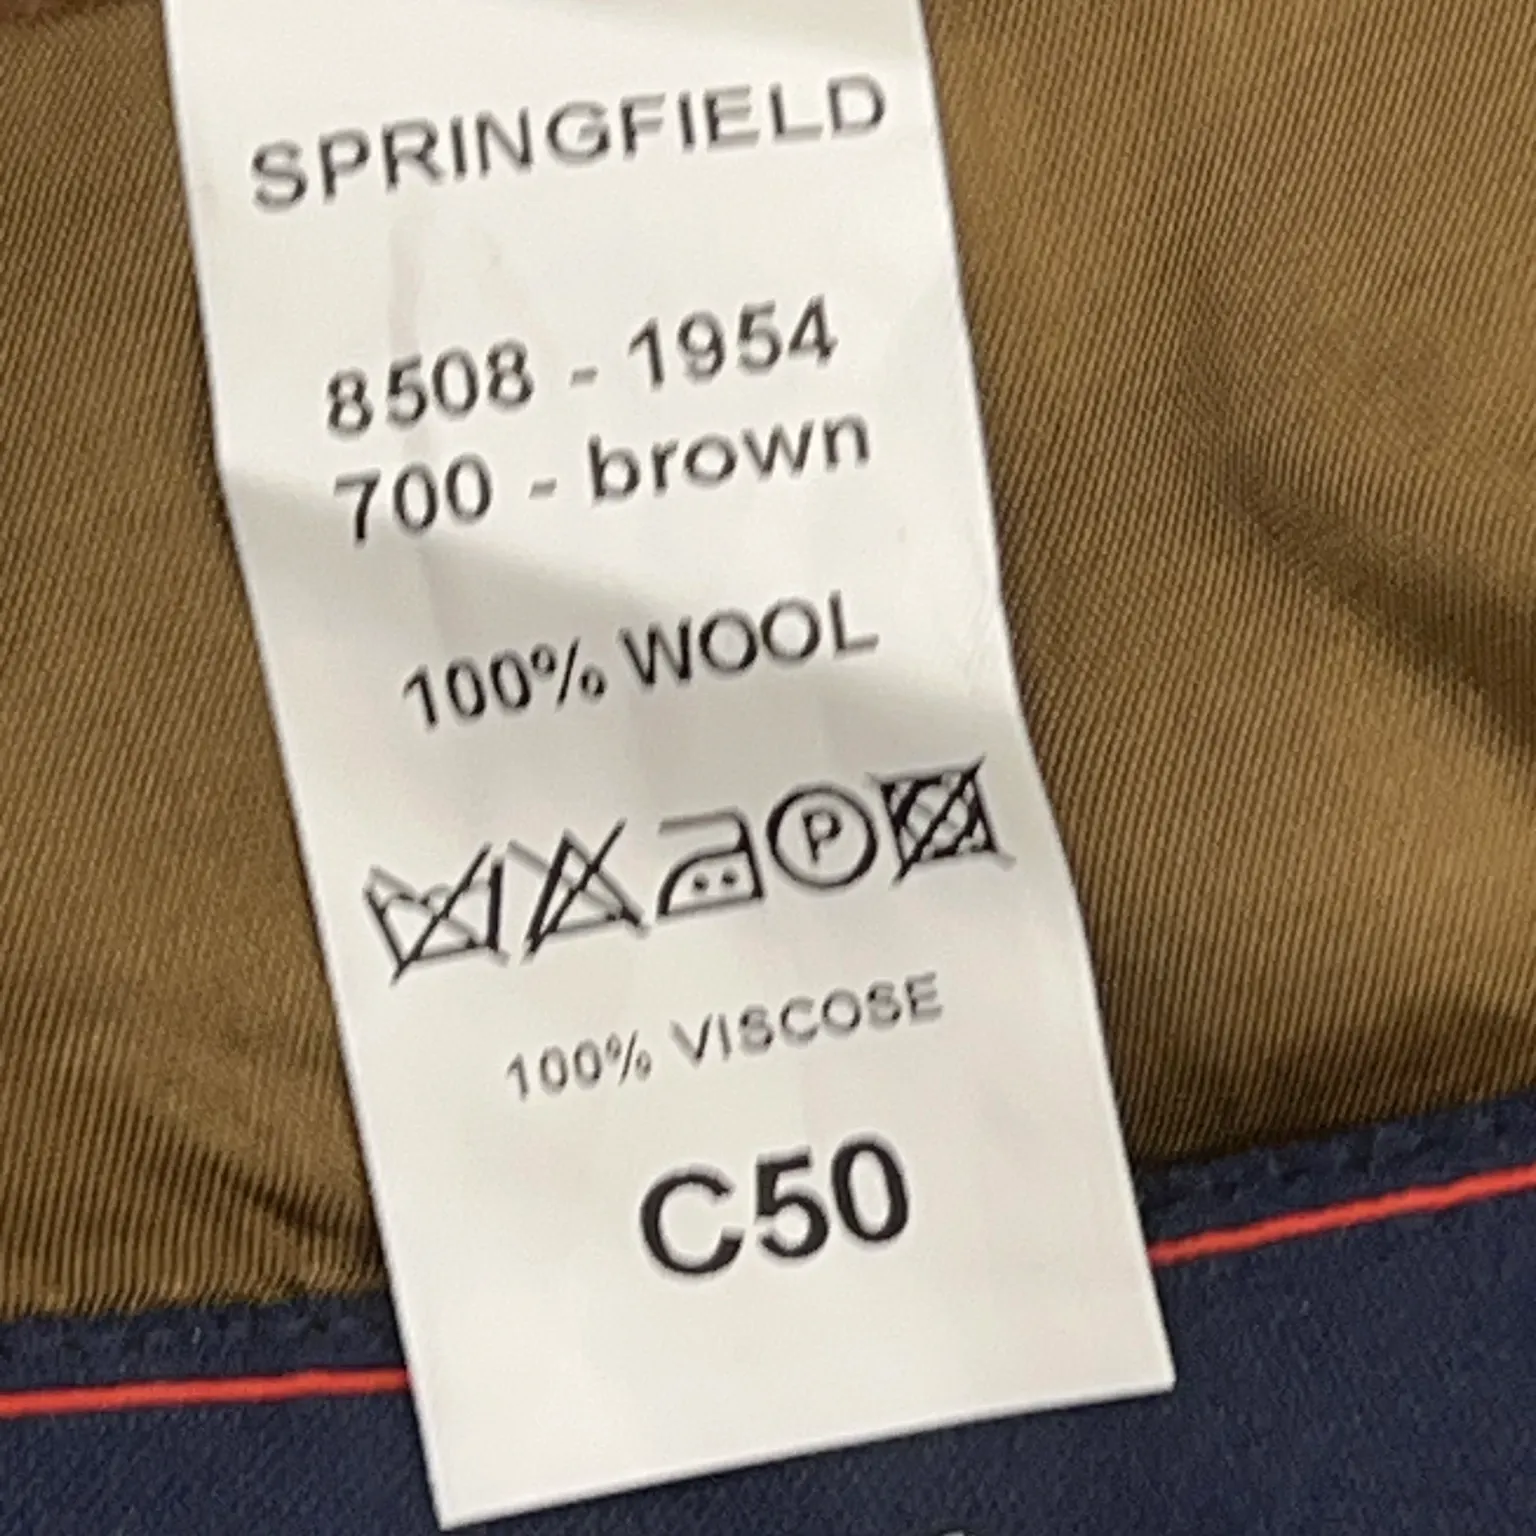 SPRINGFIELD
8508 - 1954
700 - brown
100% WOOL
P
100% VISCOSE
C50